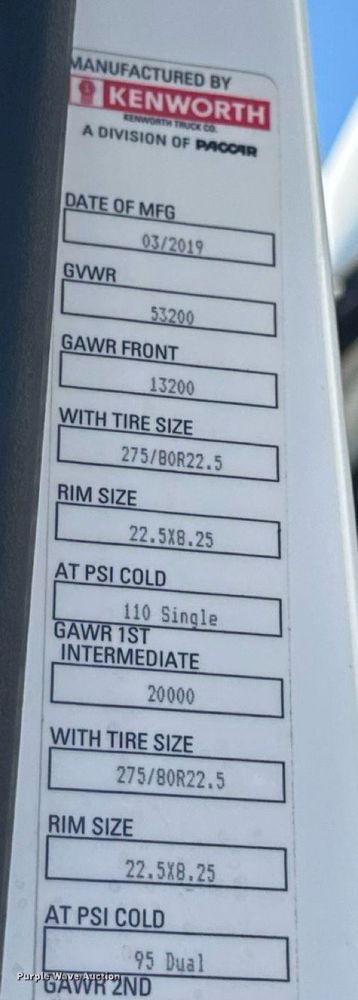 MANUFACTURED BY
KENWORTH
KENWORTH TRUCK CO.
A DIVISION OF PACCAR
DATE OF MFG
03/2019
GVWR
53200
GAWR FRONT
13200
WITH TIRE SIZE
275/80R22.5
RIM SIZE
22.5X8.25
AT PSI COLD
110 Single
GAWR 1ST
INTERMEDIATE
20000
WITH TIRE SIZE
275/80R22.5
RIM SIZE
22.5X8.25
AT PSI COLD
95 Dual
Purple Wave Auction
GAWR 2ND